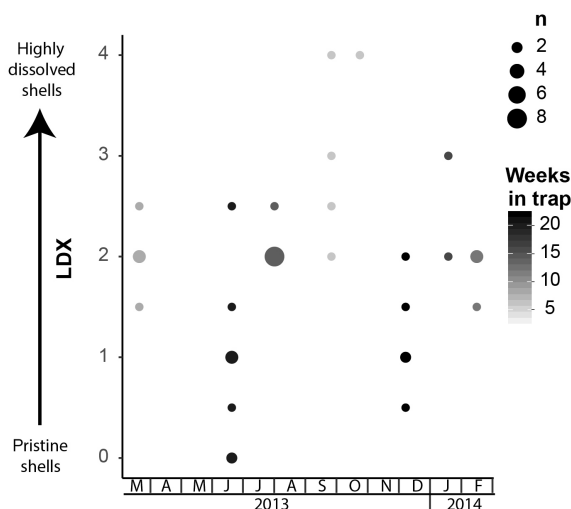 Highly
dissolved
shells
LDX
Pristine
shells
4
3
2
1
0
M A M J J A S O N D J F
2013 2014
n
2
4
6
8
Weeks
in trap
20
15
10
5